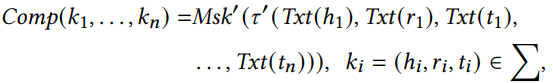 Comp(k₁, . . . , kₙ) =Msk′(τ′(Txt(h₁), Txt(r₁), Txt(t₁),
. . . , Txt(tₙ))), kᵢ = (hᵢ, rᵢ, tᵢ) ∈ ∑,